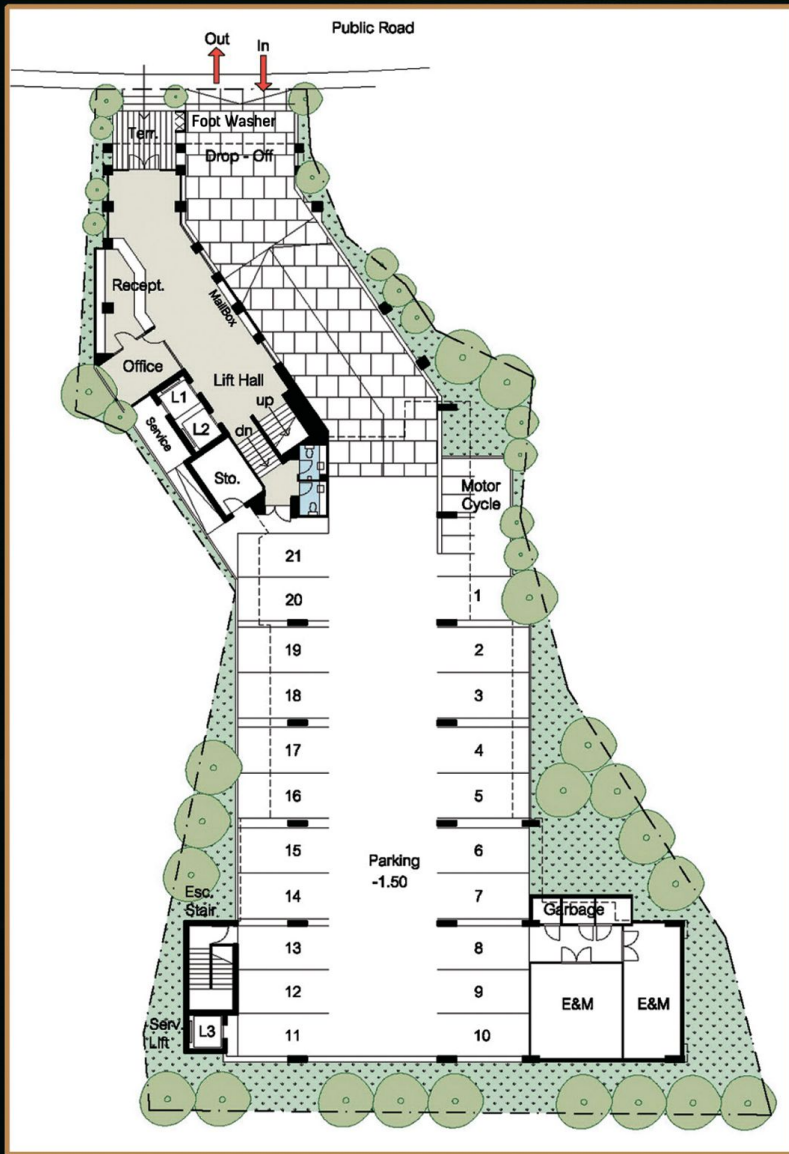 Public Road
Out
In
Foot Washer
Terr.
Drop - Off
Recept.
MailBox
Office
Lift Hall
L1
up
L2
dn
Service
Sto.
Motor
Cycle
21
20
1
19
2
18
3
17
4
16
5
15
6
Parking
-1.50
14
7
Esc.
Stair
Garbage
13
8
12
9
E&M
E&M
Serv.
Lift
L3
11
10